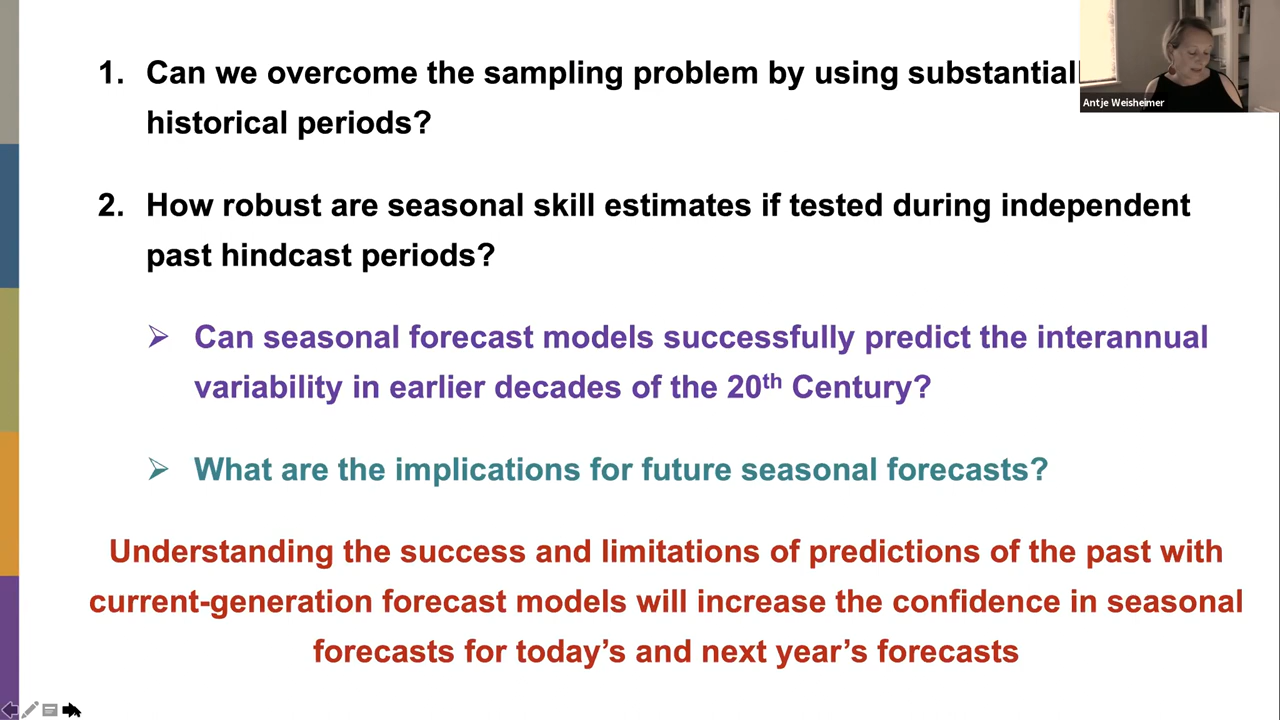 1. Can we overcome the sampling problem by using
historical periods?
2. How robust are seasonal skill estimates if tested during independent
past hindcast periods?
➢ Can seasonal forecast models successfully predict the interannual
variability in earlier decades of the 20th Century?
➢ What are the implications for future seasonal forecasts?
Understanding the success and limitations of predictions of the past with
current-generation forecast models will increase the confidence in seasonal
forecasts for today’s and next year’s forecasts
Antje Weisheimer